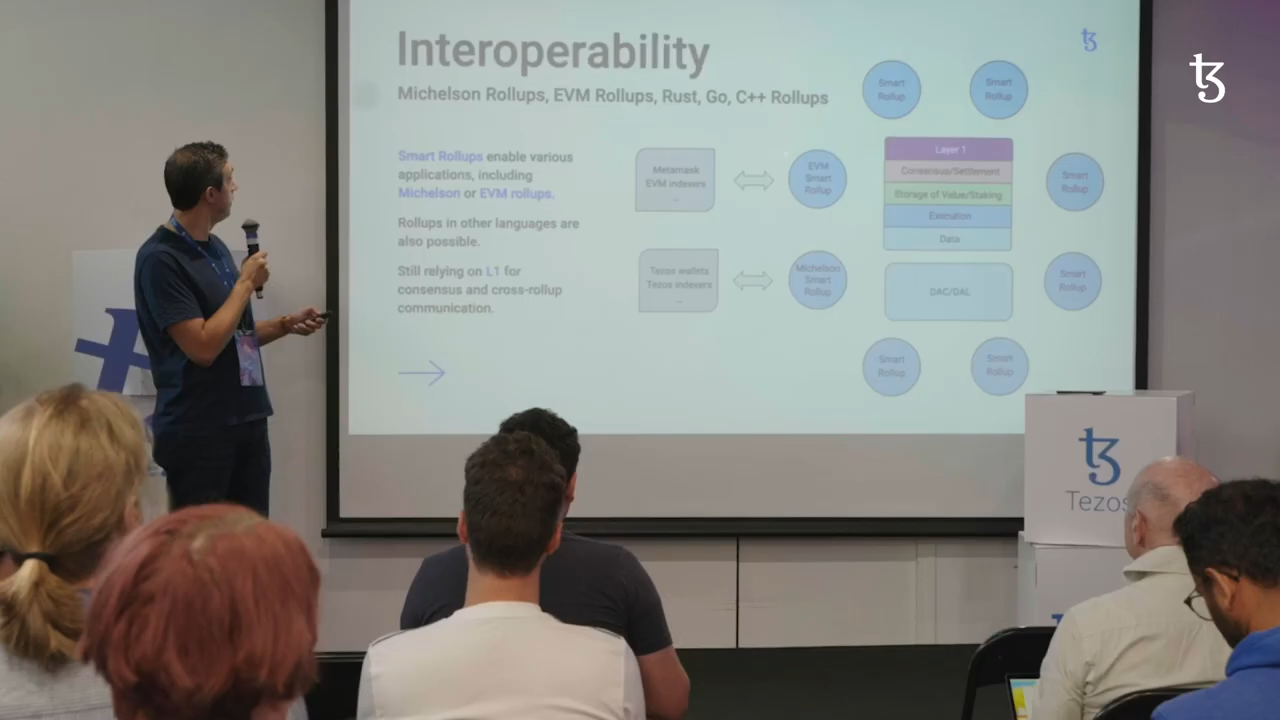 Interoperability
Michelson Rollups, EVM Rollups, Rust, Go, C++ Rollups
Smart Rollups enable various
applications, including
Michelson or EVM rollups.
Rollups in other languages are
also possible.
Still relying on L1 for
consensus and cross-rollup
communication.
Metamask
EVM indexers
...
EVM
Smart
Rollup
Tezos wallets
Tezos indexers
...
Michelson
Smart
Rollup
Smart
Rollup
Smart
Rollup
Layer 1
Consensus/Settlement
Storage of Value/Staking
Execution
Data
DAC/DAL
Smart
Rollup
Smart
Rollup
Smart
Rollup
Smart
Rollup
Tezos